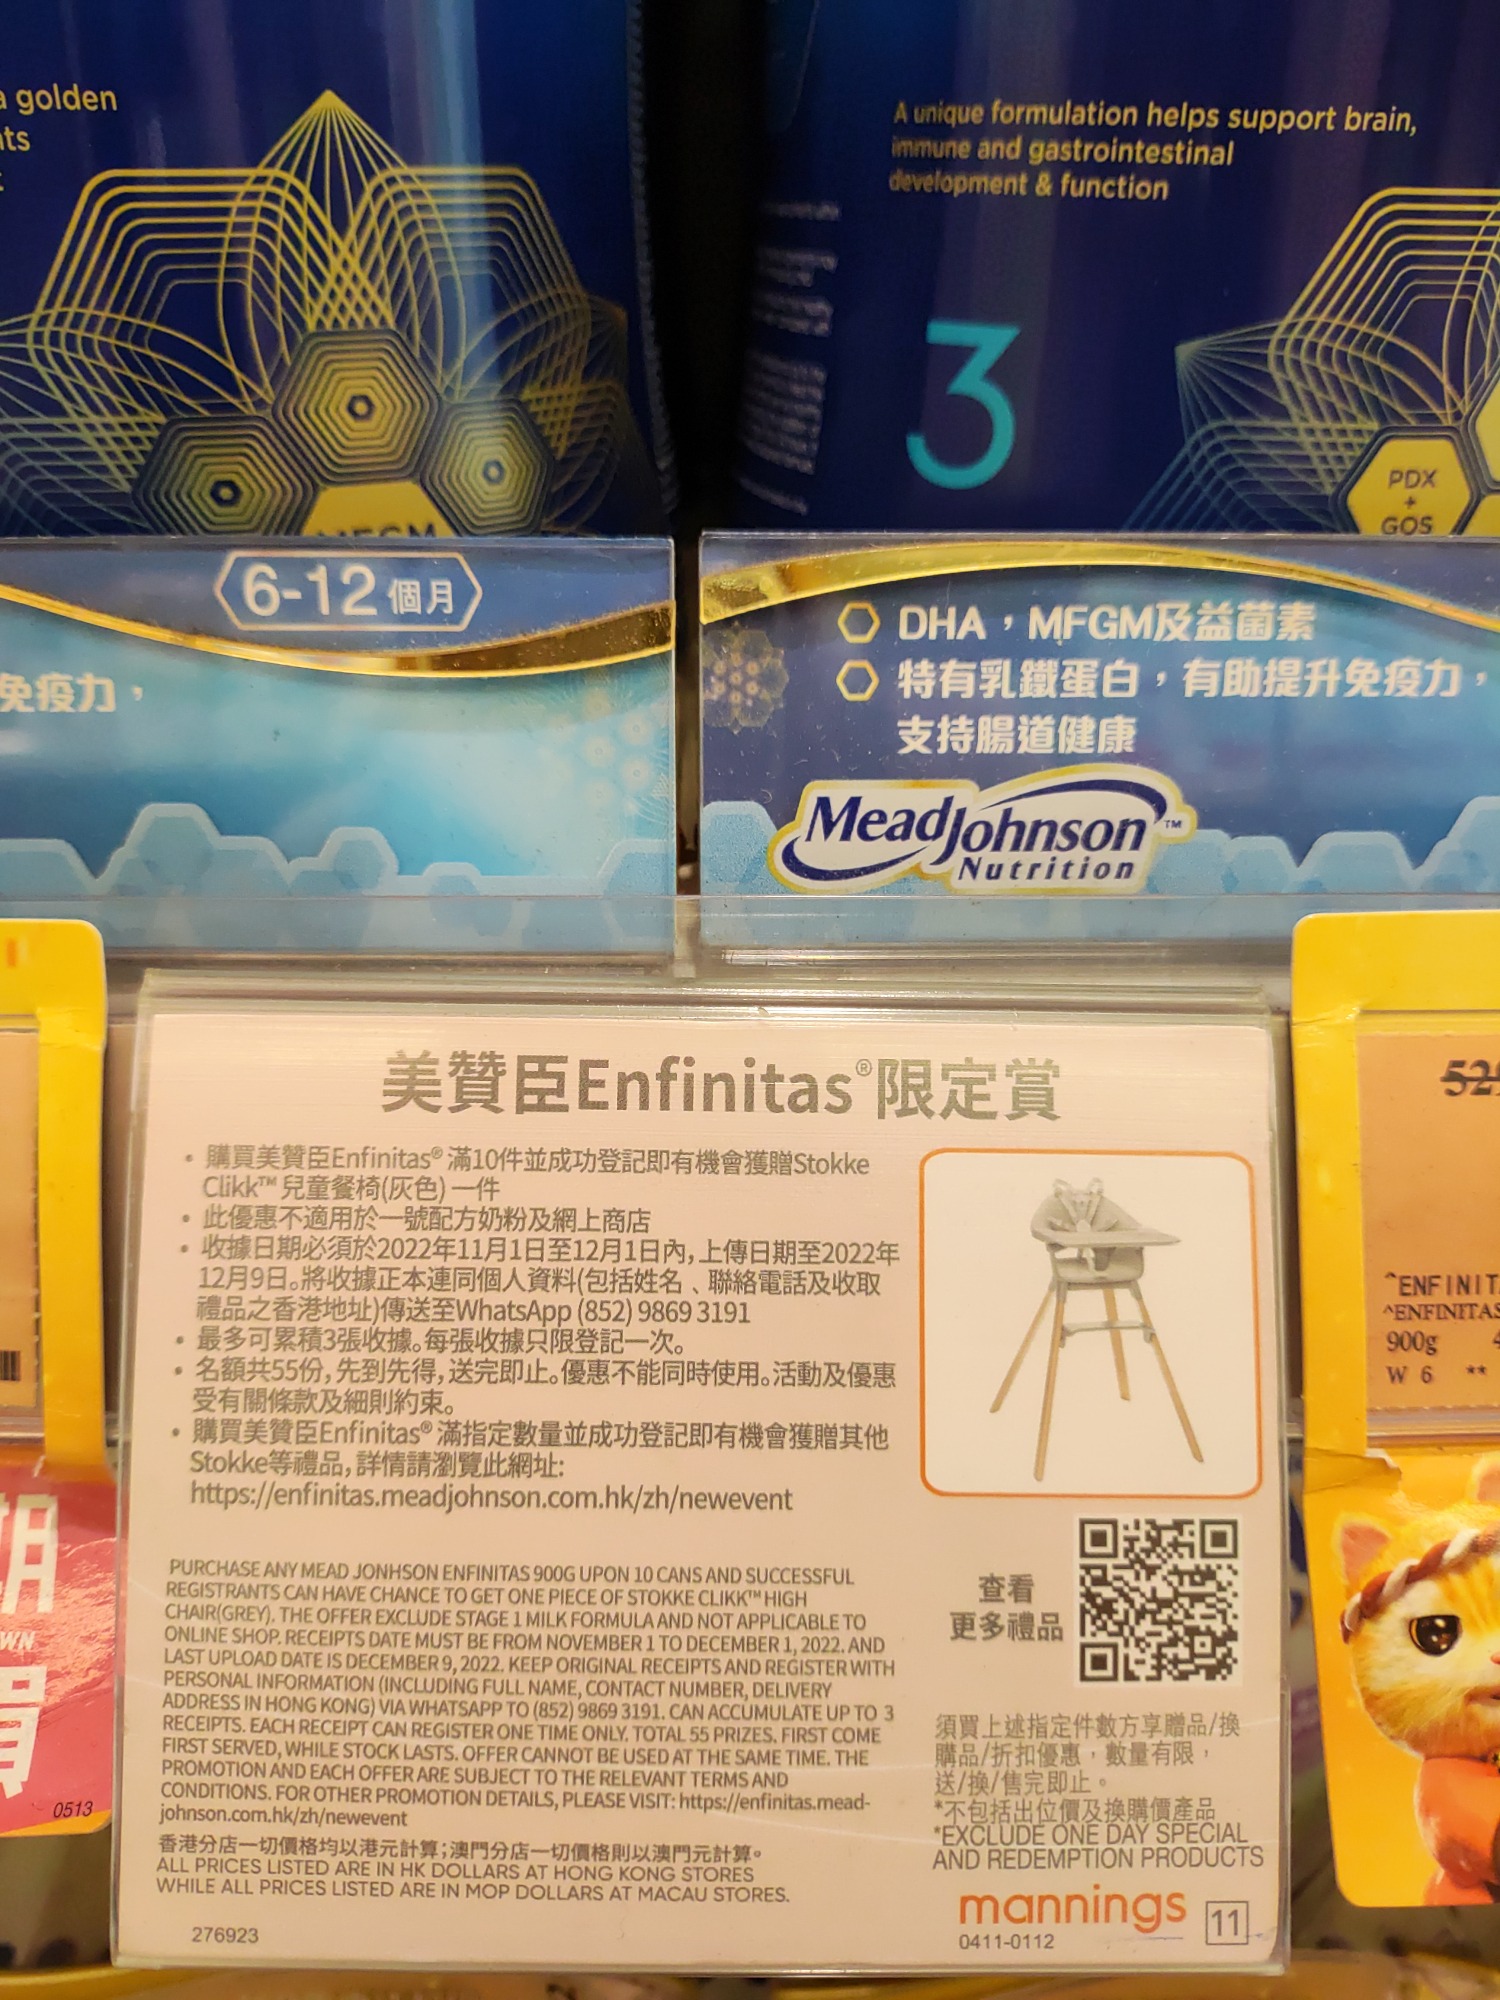 a golden
A unique formulation helps support brain,
immune and gastrointestinal
development & function
3
PDX
+
GOS
MFGM
6-12個月
免疫力，
DHA，MFGM及益菌素
特有乳鐵蛋白，有助提升免疫力，
支持腸道健康
MeadJohnson™
Nutrition
美贊臣Enfinitas®限定賞
• 購買美贊臣Enfinitas®滿10件並成功登記即有機會獲贈Stokke
Clikk™ 兒童餐椅(灰色) 一件
• 此優惠不適用於一號配方奶粉及網上商店
• 收據日期必須於2022年11月1日至12月1日內，上傳日期至2022年
12月9日。將收據正本連同個人資料(包括姓名、聯絡電話及收取
禮品之香港地址)傳送至WhatsApp (852) 9869 3191
• 最多可累積3張收據。每張收據只限登記一次。
• 名額共55份，先到先得，送完即止。優惠不能同時使用。活動及優惠
受有關條款及細則約束。
• 購買美贊臣Enfinitas®滿指定數量並成功登記即有機會獲贈其他
Stokke等禮品，詳情請瀏覽此網址:
https://enfinitas.meadjohnson.com.hk/zh/newevent
PURCHASE ANY MEAD JONHSON ENFINITAS 900G UPON 10 CANS AND SUCCESSFUL
REGISTRANTS CAN HAVE CHANCE TO GET ONE PIECE OF STOKKE CLIKK™ HIGH
CHAIR(GREY). THE OFFER EXCLUDE STAGE 1 MILK FORMULA AND NOT APPLICABLE TO
ONLINE SHOP. RECEIPTS DATE MUST BE FROM NOVEMBER 1 TO DECEMBER 1, 2022. AND
LAST UPLOAD DATE IS DECEMBER 9, 2022. KEEP ORIGINAL RECEIPTS AND REGISTER WITH
PERSONAL INFORMATION (INCLUDING FULL NAME, CONTACT NUMBER, DELIVERY
ADDRESS IN HONG KONG) VIA WHATSAPP TO (852) 9869 3191. CAN ACCUMULATE UP TO 3
RECEIPTS. EACH RECEIPT CAN REGISTER ONE TIME ONLY. TOTAL 55 PRIZES. FIRST COME
FIRST SERVED, WHILE STOCK LASTS. OFFER CANNOT BE USED AT THE SAME TIME. THE
PROMOTION AND EACH OFFER ARE SUBJECT TO THE RELEVANT TERMS AND
CONDITIONS. FOR OTHER PROMOTION DETAILS, PLEASE VISIT: https://enfinitas.mead-
johnson.com.hk/zh/newevent
香港分店一切價格均以港元計算;澳門分店一切價格則以澳門元計算。
ALL PRICES LISTED ARE IN HK DOLLARS AT HONG KONG STORES
WHILE ALL PRICES LISTED ARE IN MOP DOLLARS AT MACAU STORES.
276923
查看
更多禮品
須買上述指定件數方享贈品/換
購品/折扣優惠，數量有限，
送/換/售完即止。
*不包括出位價及換購價產品
*EXCLUDE ONE DAY SPECIAL
AND REDEMPTION PRODUCTS
mannings
0411-0112
11
^ENFINIT
^ENFINITAS
900g
W 6 **
0513